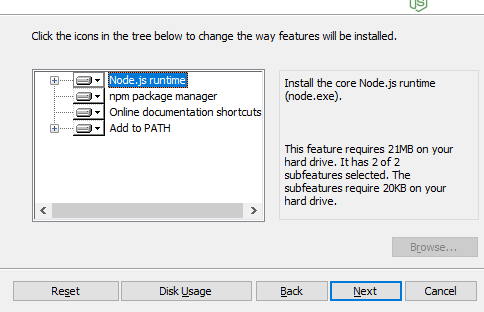 Click the icons in the tree below to change the way features will be installed.
Node.js runtime
npm package manager
Online documentation shortcuts
Add to PATH
Install the core Node.js runtime
(node.exe).
This feature requires 21MB on your
hard drive. It has 2 of 2
subfeatures selected. The
subfeatures require 20KB on your
hard drive.
Browse...
Reset
Disk Usage
Back
Next
Cancel